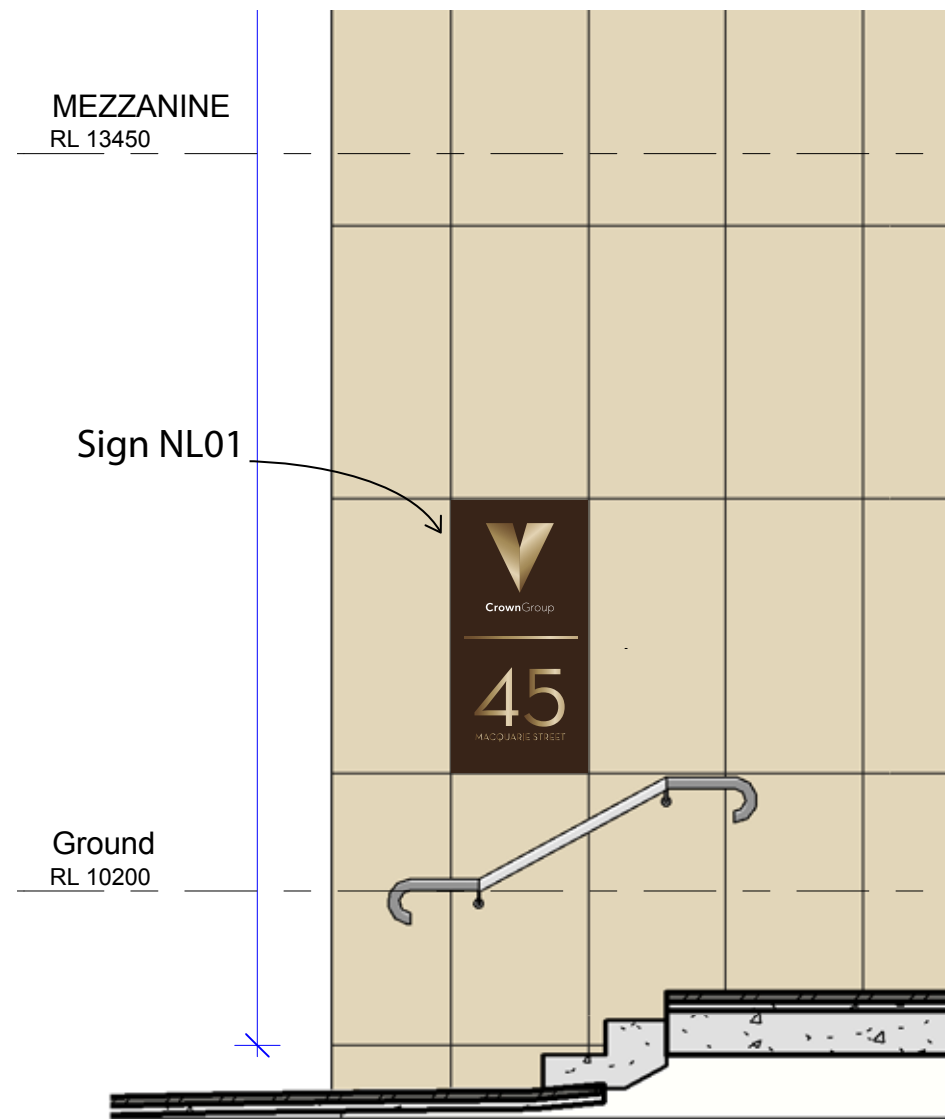 MEZZANINE
RL 13450
Sign NL01
CrownGroup
45
MACQUARIE STREET
Ground
RL 10200